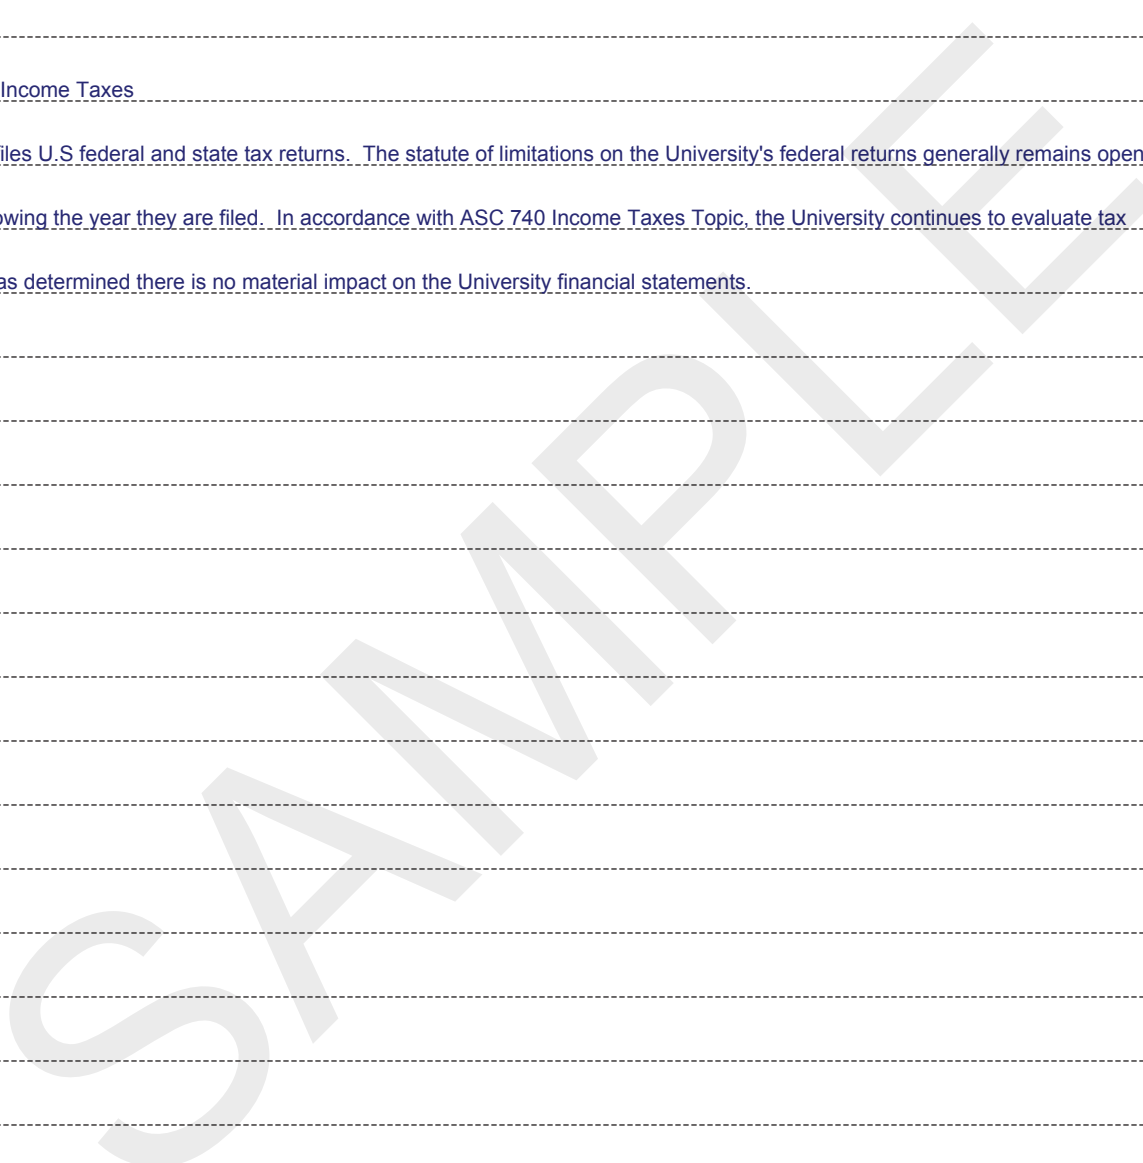 Income Taxes
files U.S federal and state tax returns. The statute of limitations on the University's federal returns generally remains open
owing the year they are filed. In accordance with ASC 740 Income Taxes Topic, the University continues to evaluate tax
as determined there is no material impact on the University financial statements.
SAMPLE